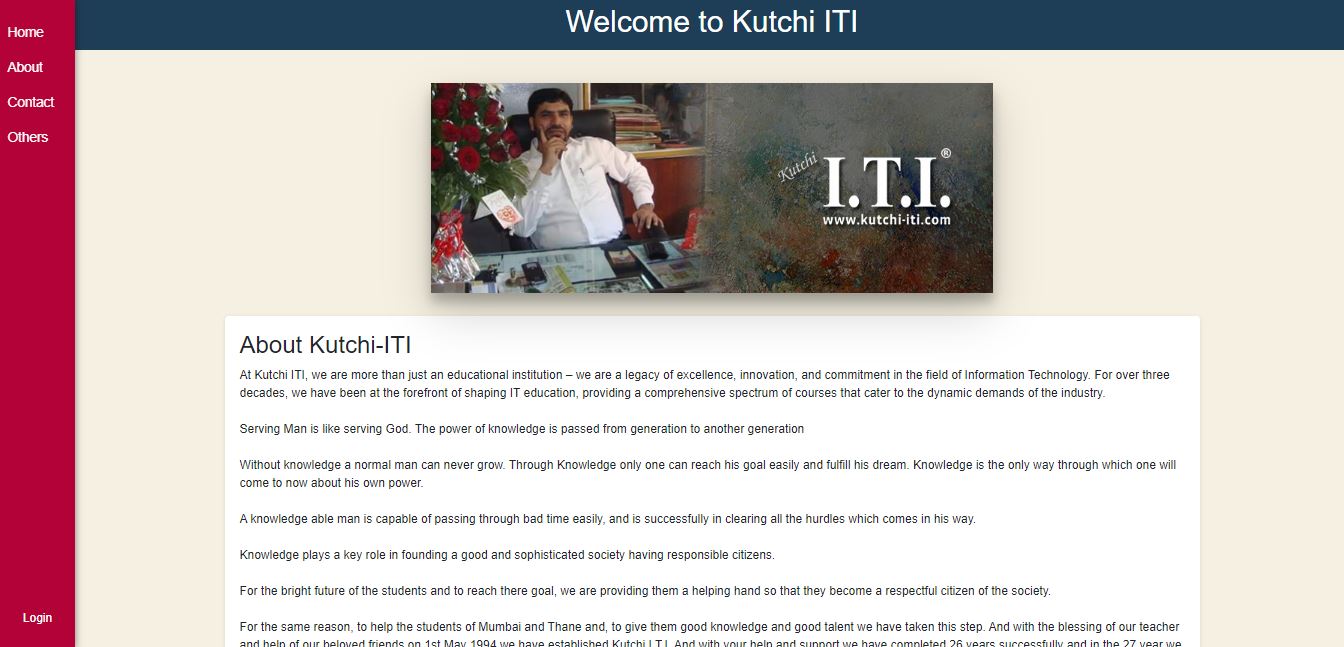 Home
About
Contact
Others
Login
Welcome to Kutchi ITI
Kutchi
I.T.I.®
www.kutchi-iti.com
About Kutchi-ITI
At Kutchi ITI, we are more than just an educational institution – we are a legacy of excellence, innovation, and commitment in the field of Information Technology. For over three
decades, we have been at the forefront of shaping IT education, providing a comprehensive spectrum of courses that cater to the dynamic demands of the industry.
Serving Man is like serving God. The power of knowledge is passed from generation to another generation
Without knowledge a normal man can never grow. Through Knowledge only one can reach his goal easily and fulfill his dream. Knowledge is the only way through which one will
come to now about his own power.
A knowledge able man is capable of passing through bad time easily, and is successfully in clearing all the hurdles which comes in his way.
Knowledge plays a key role in founding a good and sophisticated society having responsible citizens.
For the bright future of the students and to reach there goal, we are providing them a helping hand so that they become a respectful citizen of the society.
For the same reason, to help the students of Mumbai and Thane and, to give them good knowledge and good talent we have taken this step. And with the blessing of our teacher
and help of our beloved friends on 1st May 1994 we have established Kutchi I.T.I. And with your help and support we have completed 26 years successfully and in the 27 year we